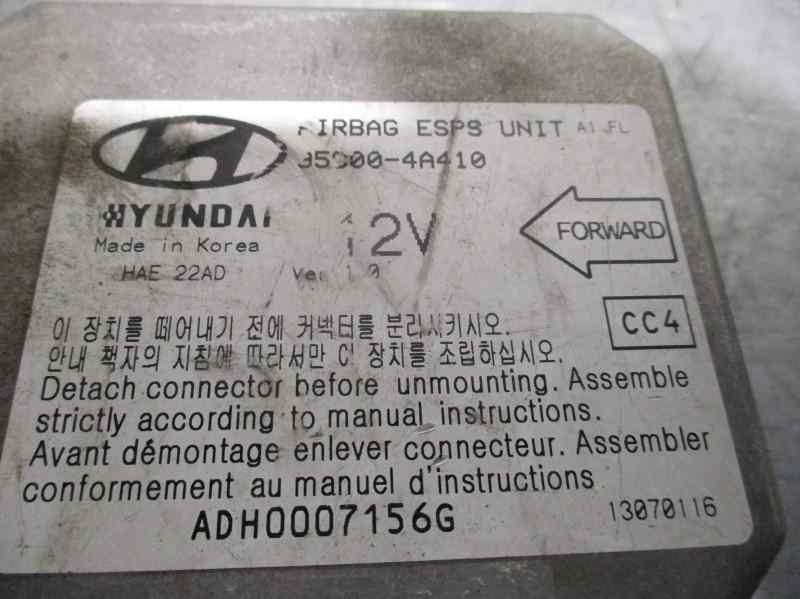 AIRBAG ESPS UNIT A1 FL
95900-4A410
HYUNDAI
12V
FORWARD
Made in Korea
HAE 22AD Ver 1.0
CC4
이 장치를 떼어내기 전에 커넥터를 분리시키시오.
안내 책자의 지침에 따라서만 이 장치를 조립하십시오.
Detach connector before unmounting. Assemble
strictly according to manual instructions.
Avant démontage enlever connecteur. Assembler
conformement au manuel d'instructions
ADH0007156G
13070116